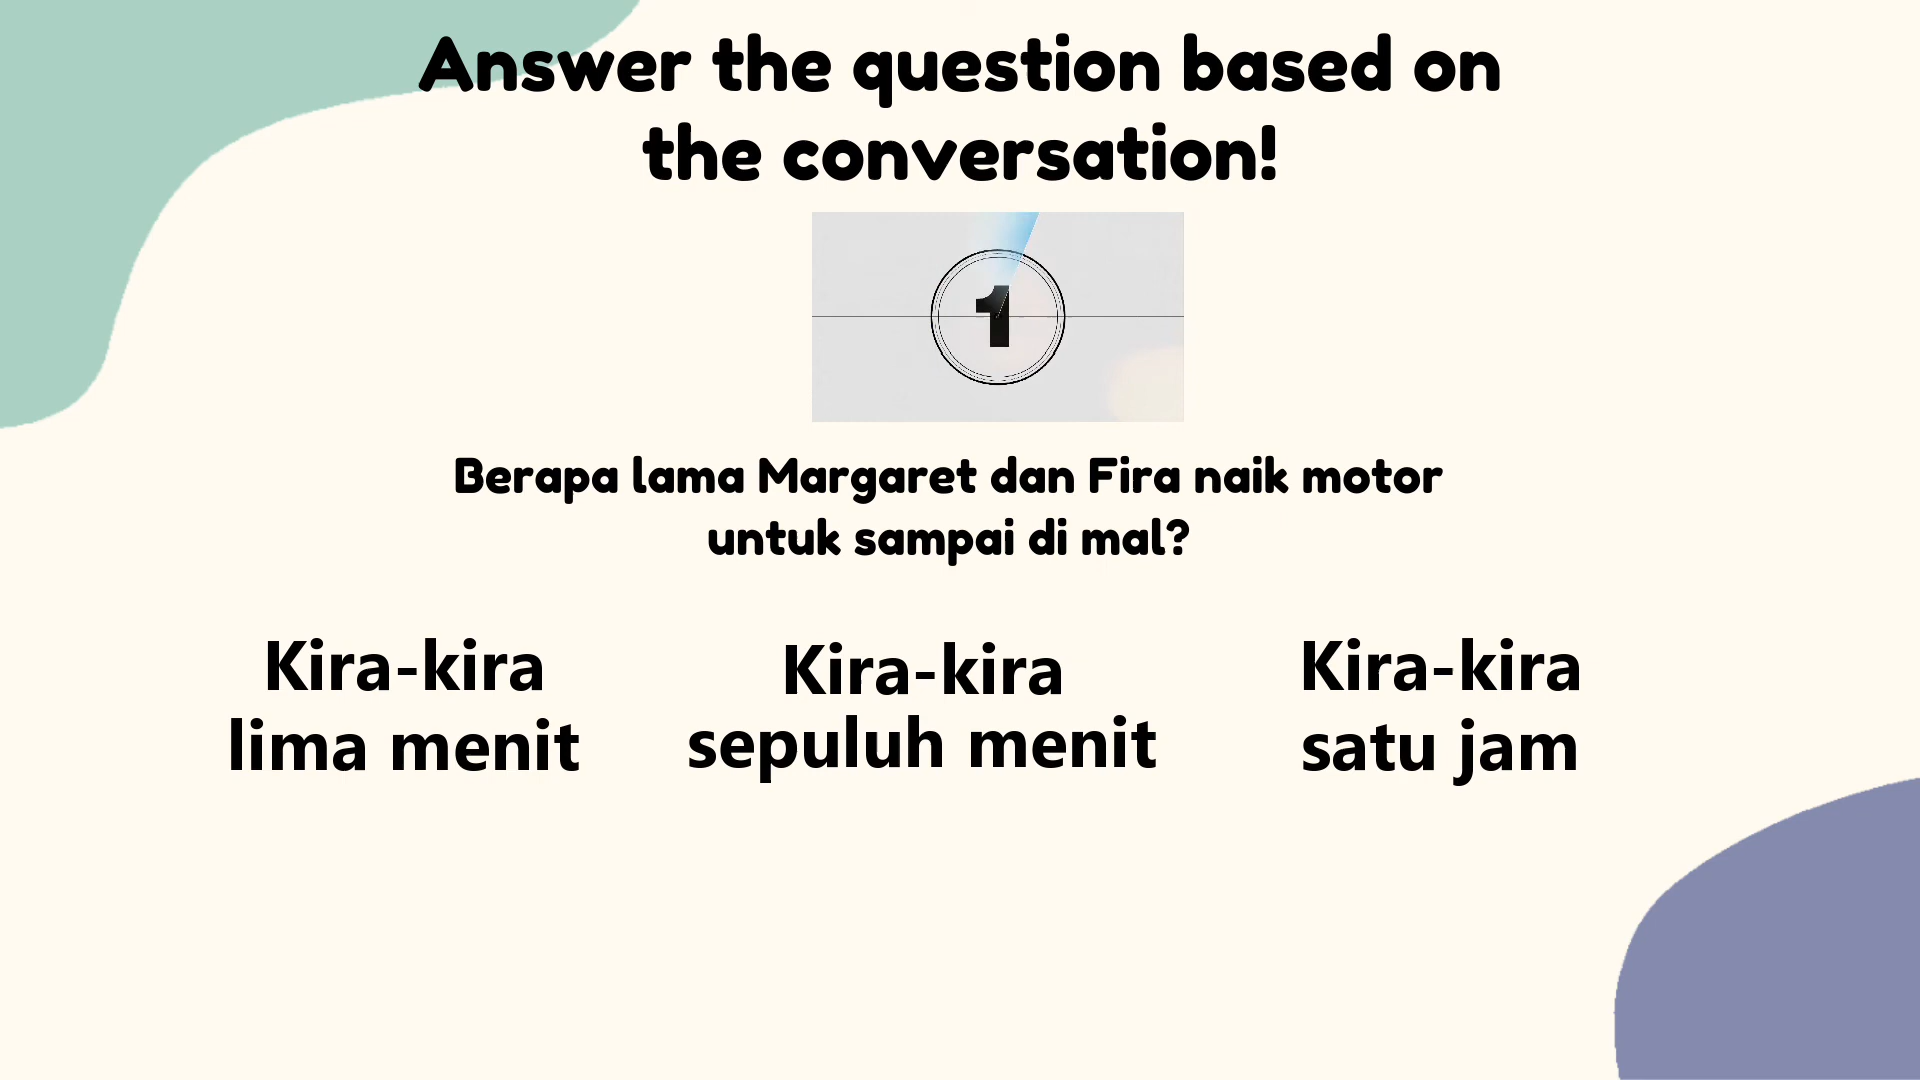 Answer the question based on
the conversation!
1
Berapa lama Margaret dan Fira naik motor
untuk sampai di mal?
Kira-kira
lima menit
Kira-kira
sepuluh menit
Kira-kira
satu jam